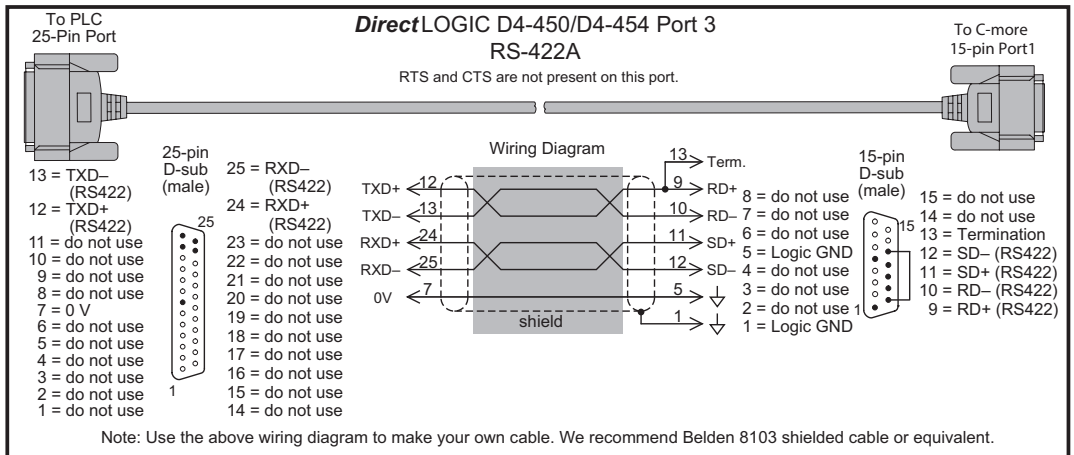 To PLC
25-Pin Port
DirectLOGIC D4-450/D4-454 Port 3
RS-422A
RTS and CTS are not present on this port.
To C-more
15-pin Port1
25-pin
D-sub
(male)
13 = TXD–
(RS422)
12 = TXD+
(RS422)
11 = do not use
10 = do not use
9 = do not use
8 = do not use
7 = 0 V
6 = do not use
5 = do not use
4 = do not use
3 = do not use
2 = do not use
1 = do not use
25
1
25 = RXD–
(RS422)
24 = RXD+
(RS422)
23 = do not use
22 = do not use
21 = do not use
20 = do not use
19 = do not use
18 = do not use
17 = do not use
16 = do not use
15 = do not use
14 = do not use
Wiring Diagram
13 Term.
TXD+ 12 9 RD+
TXD– 13 10 RD–
RXD+ 24 11 SD+
RXD– 25 12 SD–
0V 7 5
shield 1
15-pin
D-sub
(male)
8 = do not use
7 = do not use
6 = do not use
5 = Logic GND
4 = do not use
3 = do not use
2 = do not use
1 = Logic GND
15
1
15 = do not use
14 = do not use
13 = Termination
12 = SD– (RS422)
11 = SD+ (RS422)
10 = RD– (RS422)
9 = RD+ (RS422)
Note: Use the above wiring diagram to make your own cable. We recommend Belden 8103 shielded cable or equivalent.